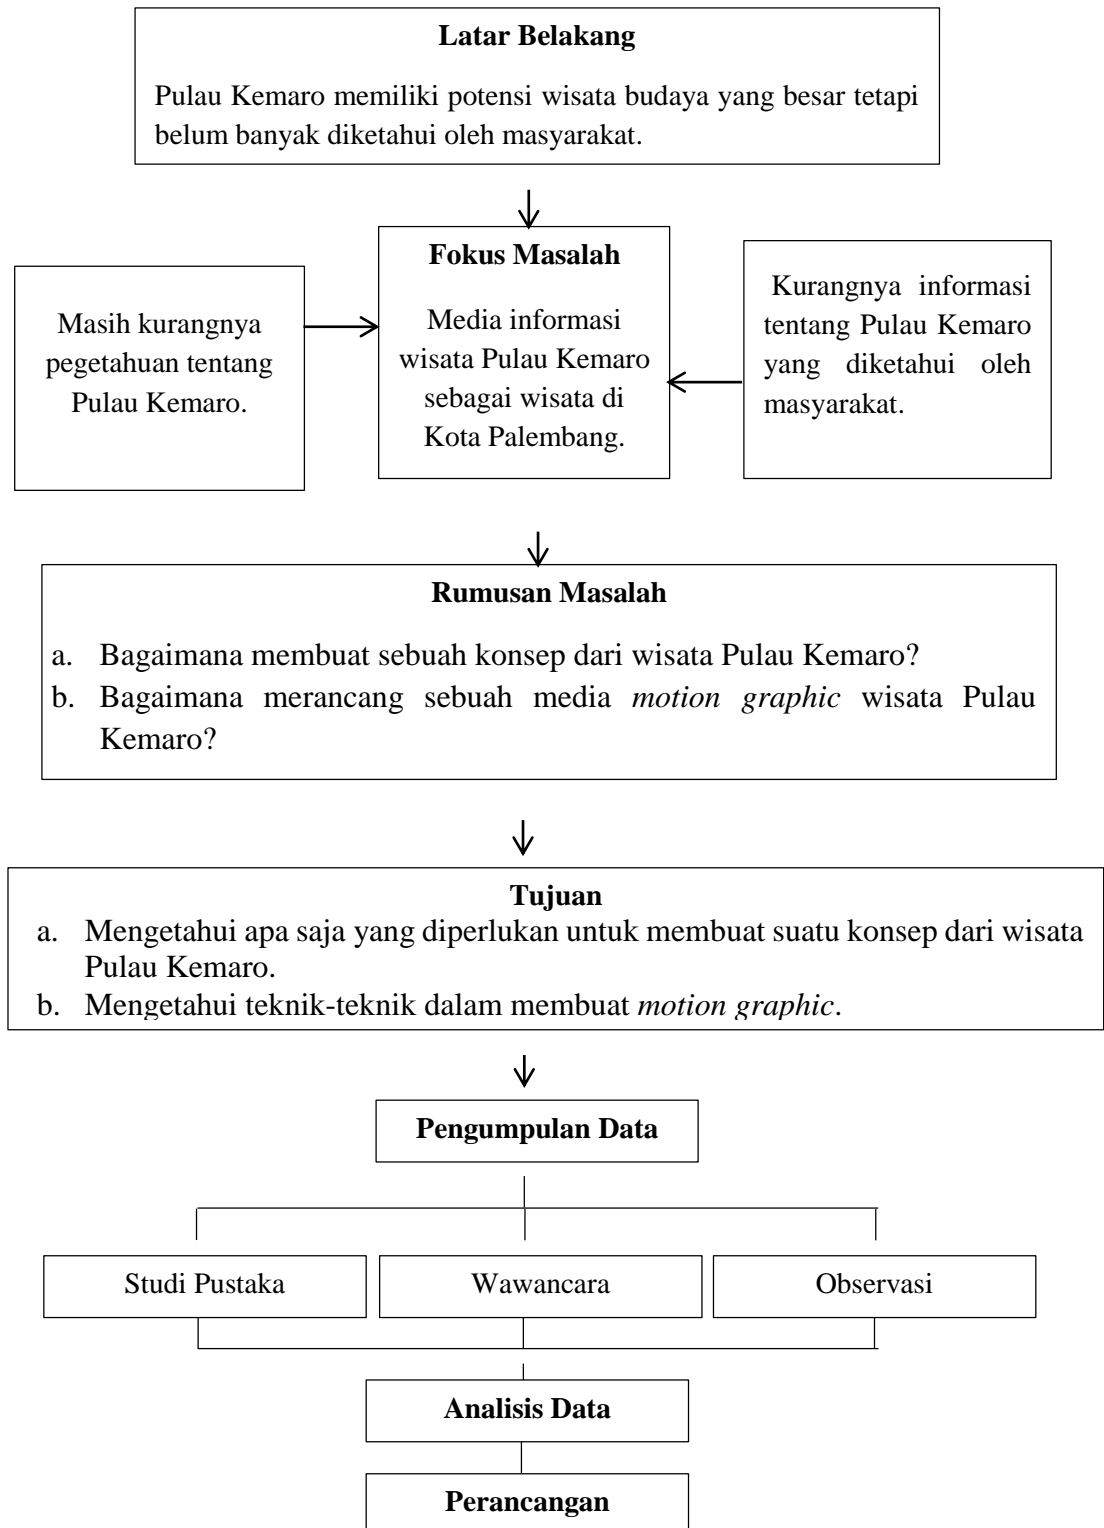 Latar Belakang
Pulau Kemaro memiliki potensi wisata budaya yang besar tetapi
belum banyak diketahui oleh masyarakat.
Masih kurangnya
pegetahuan tentang
Pulau Kemaro.
Fokus Masalah
Media informasi
wisata Pulau Kemaro
sebagai wisata di
Kota Palembang.
Kurangnya informasi
tentang Pulau Kemaro
yang diketahui oleh
masyarakat.
Rumusan Masalah
a. Bagaimana membuat sebuah konsep dari wisata Pulau Kemaro?
b. Bagaimana merancang sebuah media motion graphic wisata Pulau
Kemaro?
Tujuan
a. Mengetahui apa saja yang diperlukan untuk membuat suatu konsep dari wisata
Pulau Kemaro.
b. Mengetahui teknik-teknik dalam membuat motion graphic.
Pengumpulan Data
Studi Pustaka
Wawancara
Observasi
Analisis Data
Perancangan